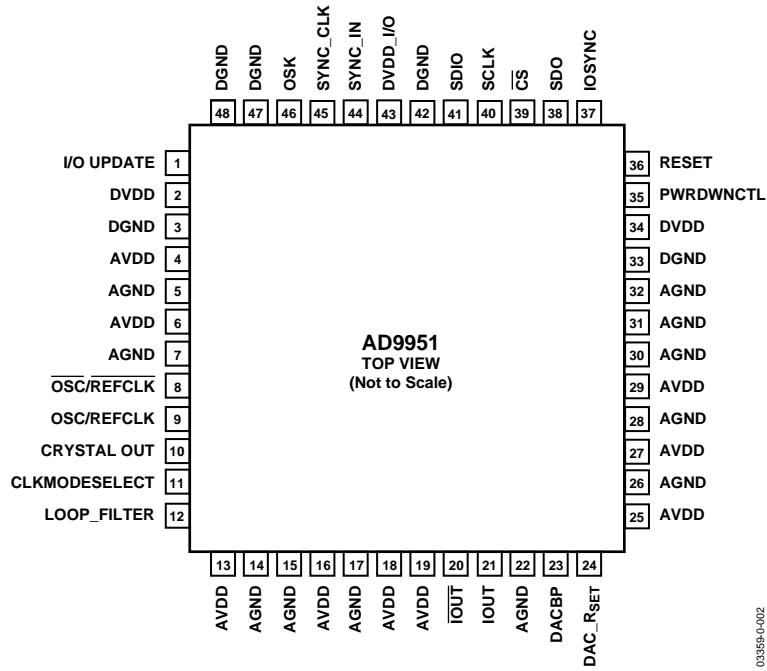 DGND
DGND
OSK
SYNC_CLK
SYNC_IN
DVDD_I/O
DGND
SDIO
SCLK
CS
SDO
IOSYNC
48 47 46 45 44 43 42 41 40 39 38 37
I/O UPDATE 1
DVDD 2
DGND 3
AVDD 4
AGND 5
AVDD 6
AGND 7
OSC/REFCLK 8
OSC/REFCLK 9
CRYSTAL OUT 10
CLKMODESELECT 11
LOOP_FILTER 12
AD9951
TOP VIEW
(Not to Scale)
36 RESET
35 PWRDWNCTL
34 DVDD
33 DGND
32 AGND
31 AGND
30 AGND
29 AVDD
28 AGND
27 AVDD
26 AGND
25 AVDD
13 14 15 16 17 18 19 20 21 22 23 24
AVDD
AGND
AGND
AVDD
AGND
AVDD
AVDD
IOUT
IOUT
AGND
DACBP
DAC_RSET
03359-0-002